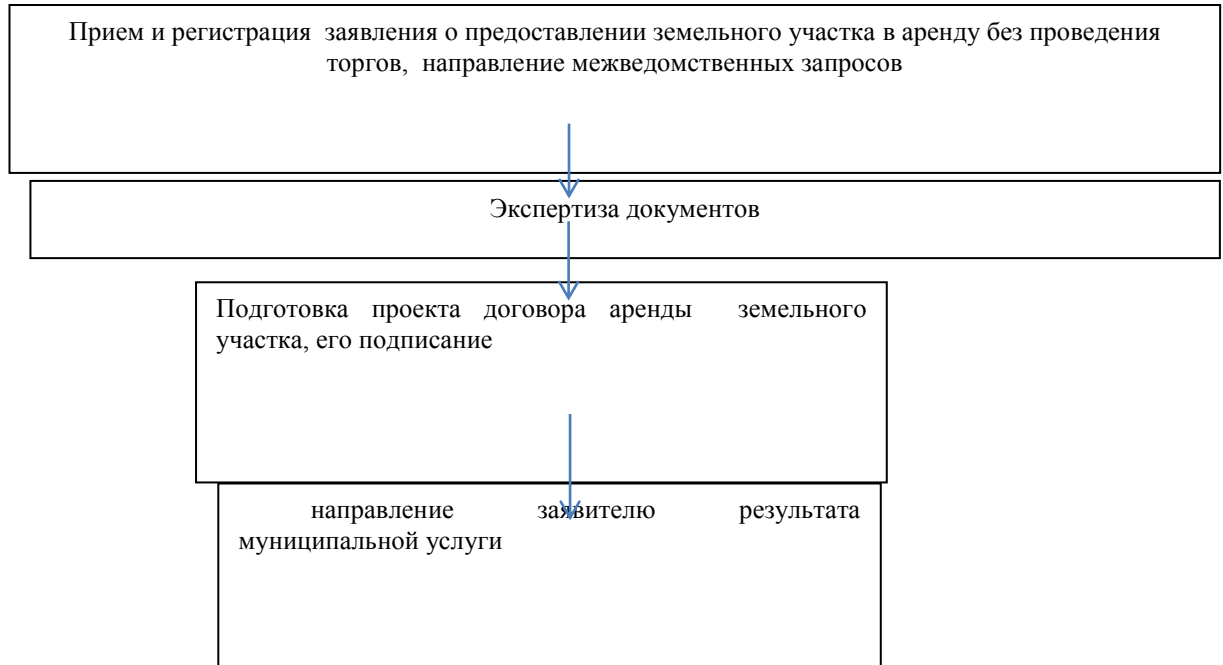 Прием и регистрация заявления о предоставлении земельного участка в аренду без проведения
торгов, направление межведомственных запросов
Экспертиза документов
Подготовка проекта договора аренды земельного
участка, его подписание
направление заявителю результата
муниципальной услуги